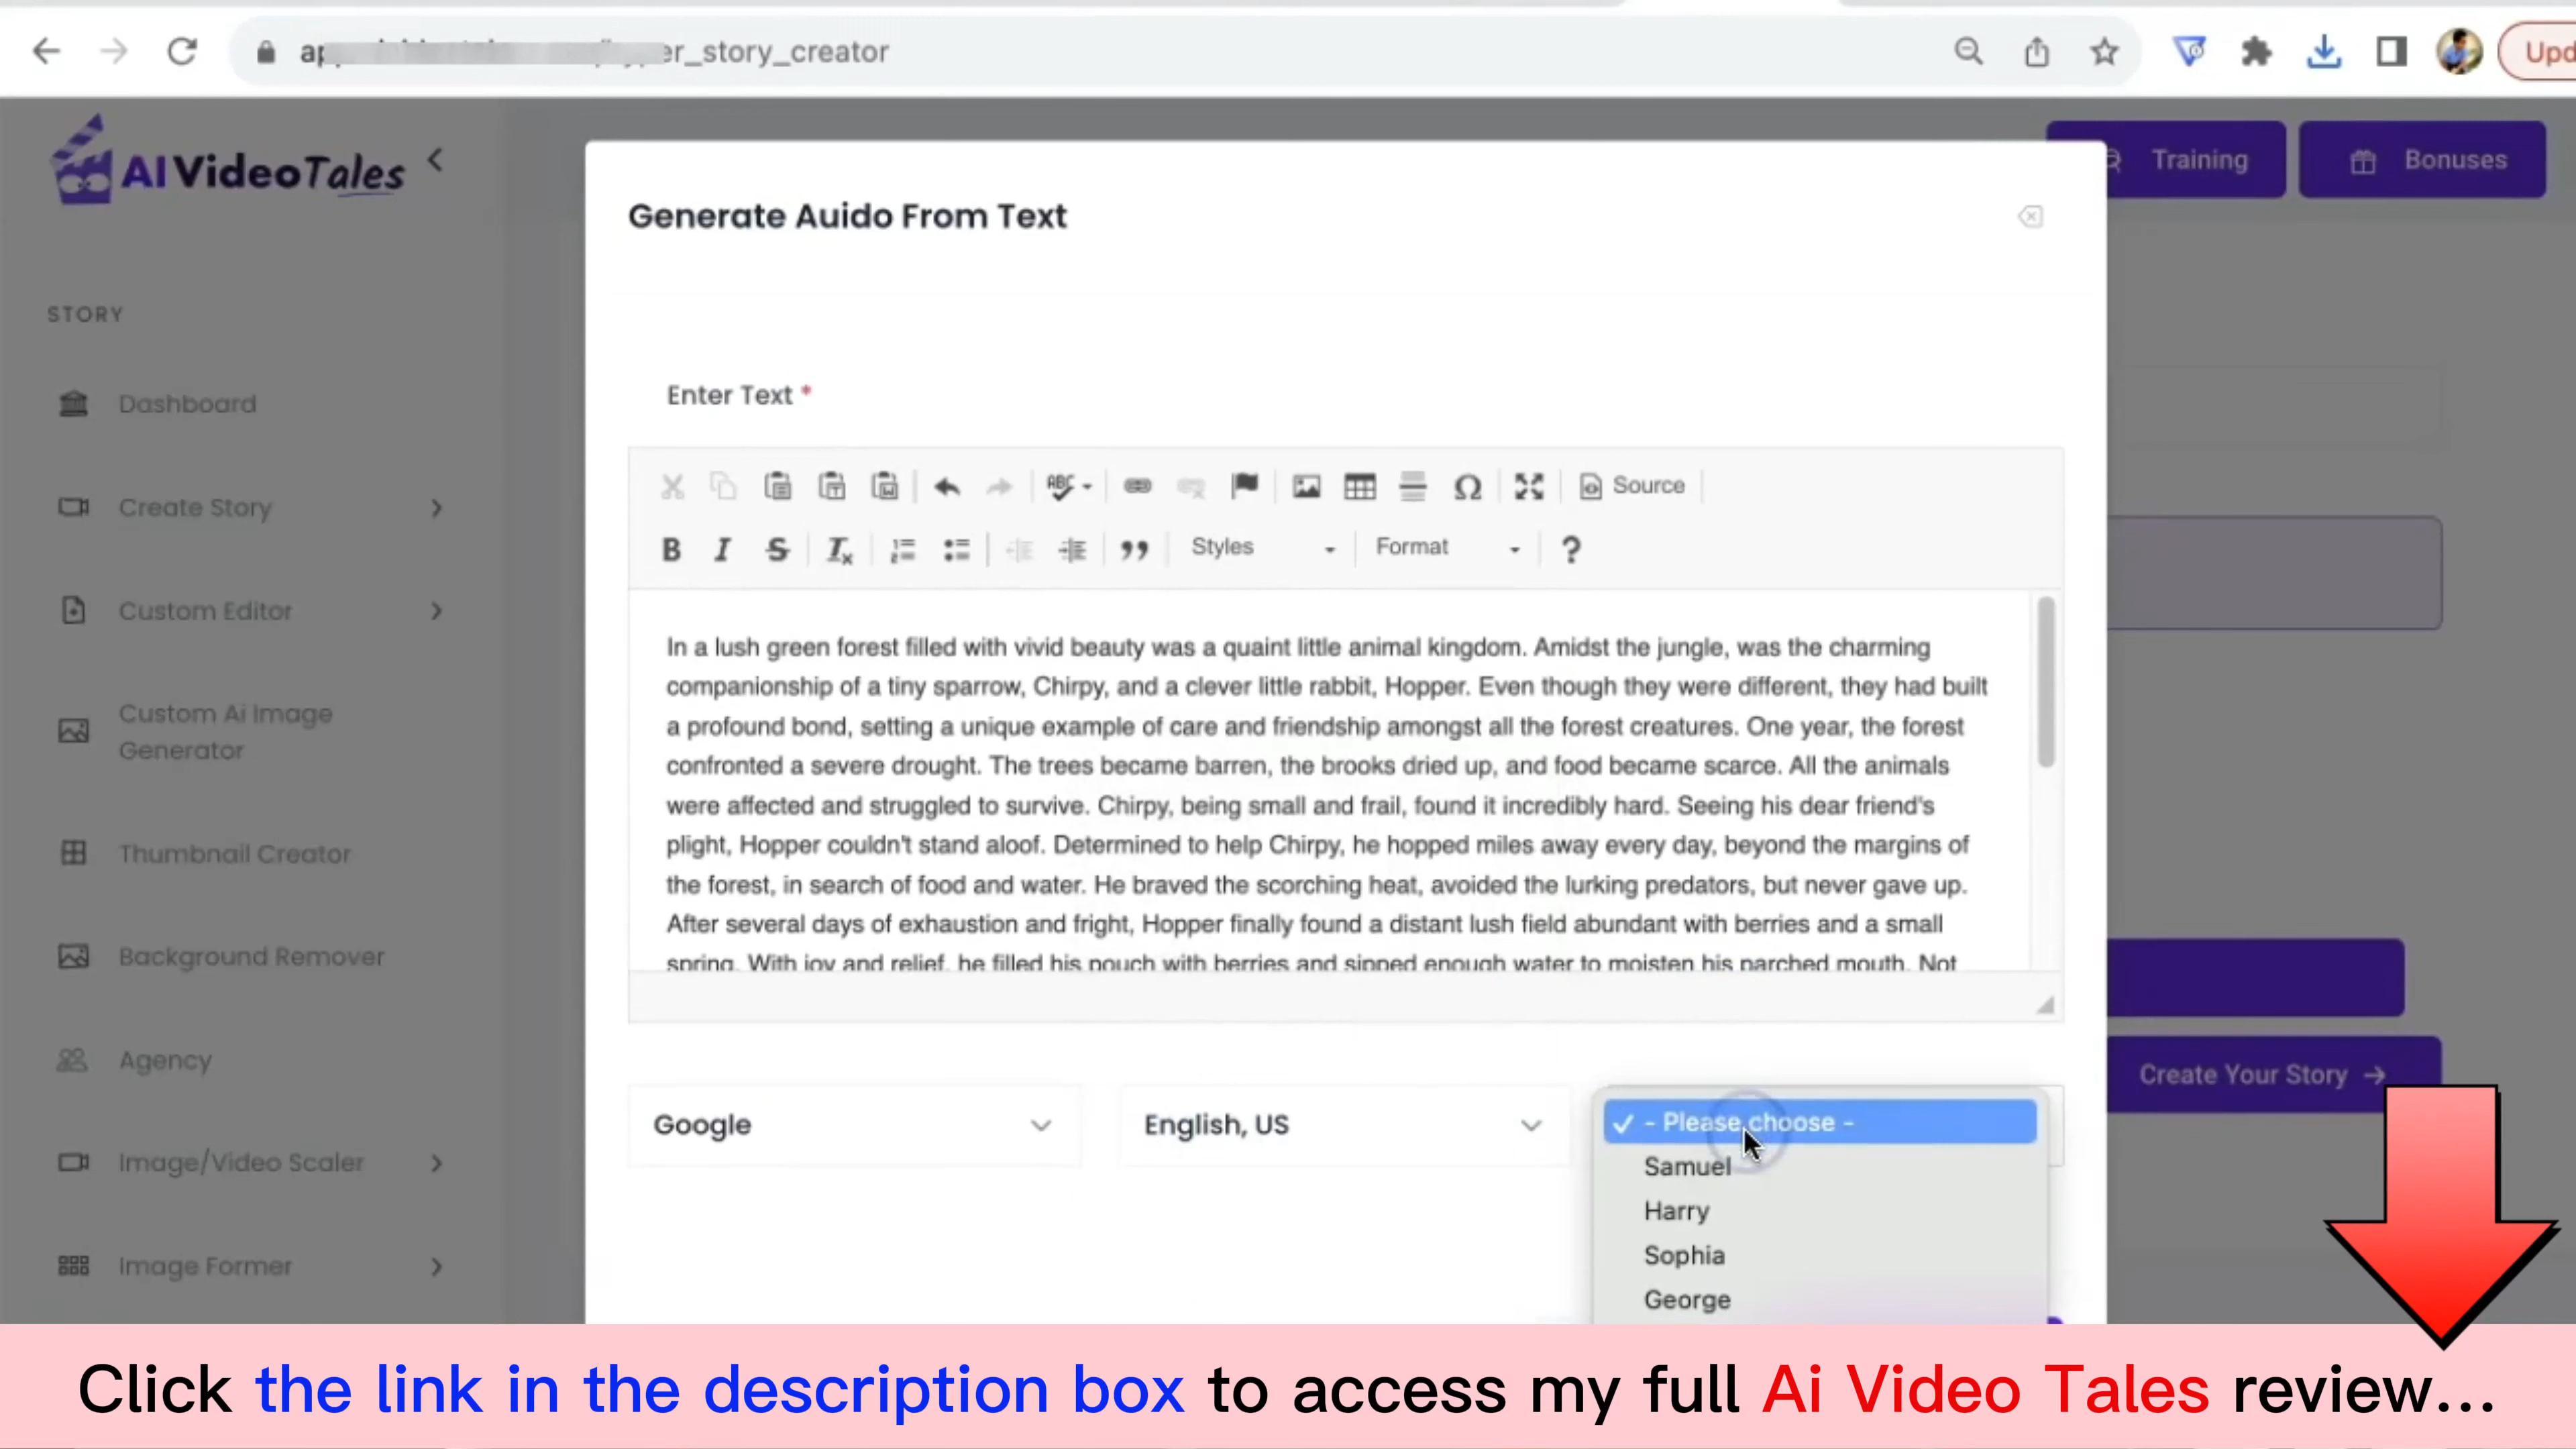 er_story_creator
Upd
AI VideoTales
Training
Bonuses
Generate Auido From Text
STORY
Enter Text *
Dashboard
Create Story
Custom Editor
Custom Ai Image
Generator
Thumbnail Creator
Background Remover
Agency
Image/Video Scaler
Image Former
ABC
Source
B I S Tx
Styles
Format
?
In a lush green forest filled with vivid beauty was a quaint little animal kingdom. Amidst the jungle, was the charming
companionship of a tiny sparrow, Chirpy, and a clever little rabbit, Hopper. Even though they were different, they had built
a profound bond, setting a unique example of care and friendship amongst all the forest creatures. One year, the forest
confronted a severe drought. The trees became barren, the brooks dried up, and food became scarce. All the animals
were affected and struggled to survive. Chirpy, being small and frail, found it incredibly hard. Seeing his dear friend's
plight, Hopper couldn't stand aloof. Determined to help Chirpy, he hopped miles away every day, beyond the margins of
the forest, in search of food and water. He braved the scorching heat, avoided the lurking predators, but never gave up.
After several days of exhaustion and fright, Hopper finally found a distant lush field abundant with berries and a small
spring. With joy and relief, he filled his pouch with berries and sipped enough water to moisten his parched mouth. Not
Google
English, US
- Please choose -
Samuel
Harry
Sophia
George
Create Your Story →
Click the link in the description box to access my full Ai Video Tales review...